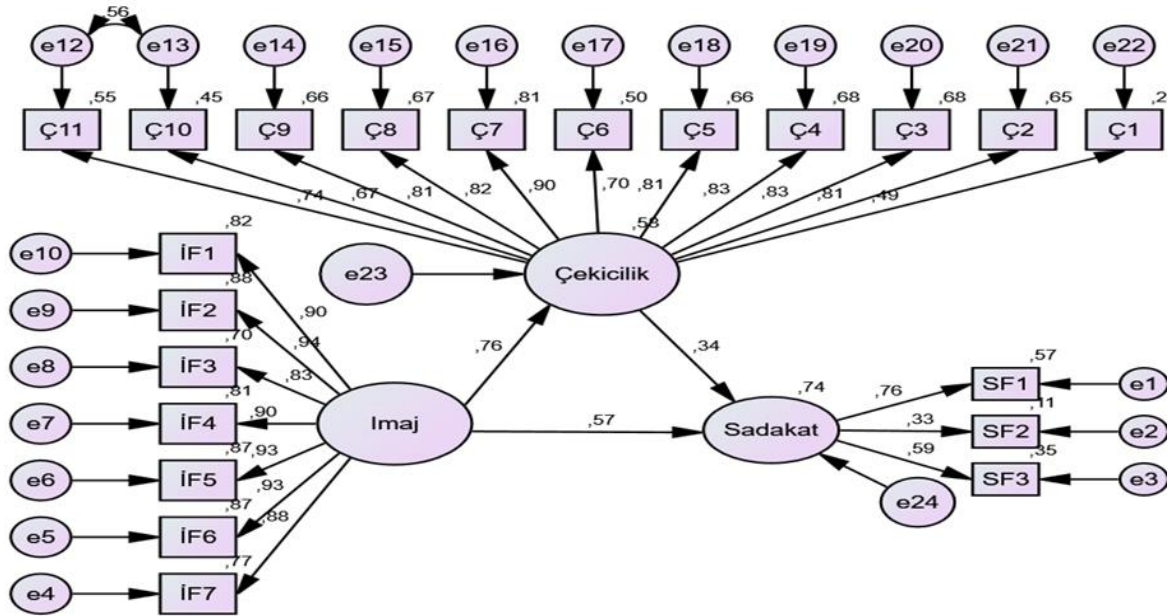 ,56
e12 e13 e14 e15 e16 e17 e18 e19 e20 e21 e22
,55 ,45 ,66 ,67 ,81 ,50 ,66 ,68 ,68 ,65 ,2
Ç11 Ç10 Ç9 Ç8 Ç7 Ç6 Ç5 Ç4 Ç3 Ç2 Ç1
,74 ,67 ,81 ,82 ,90 ,70 ,81 ,83 ,83 ,81 ,49
,58
e23 Çekicilik
,82
e10 İF1
,88 ,90
e9 İF2
,70 ,94
e8 İF3
,83
,81
e7 İF4 ,90
,87 ,93
e6 İF5
,93
,87 ,88
e5 İF6
,77
e4 İF7
Imaj
,76 ,34
,57
,74
Sadakat
,76 ,57
SF1 e1
,33 ,11
SF2 e2
,59 ,35
SF3 e3
e24